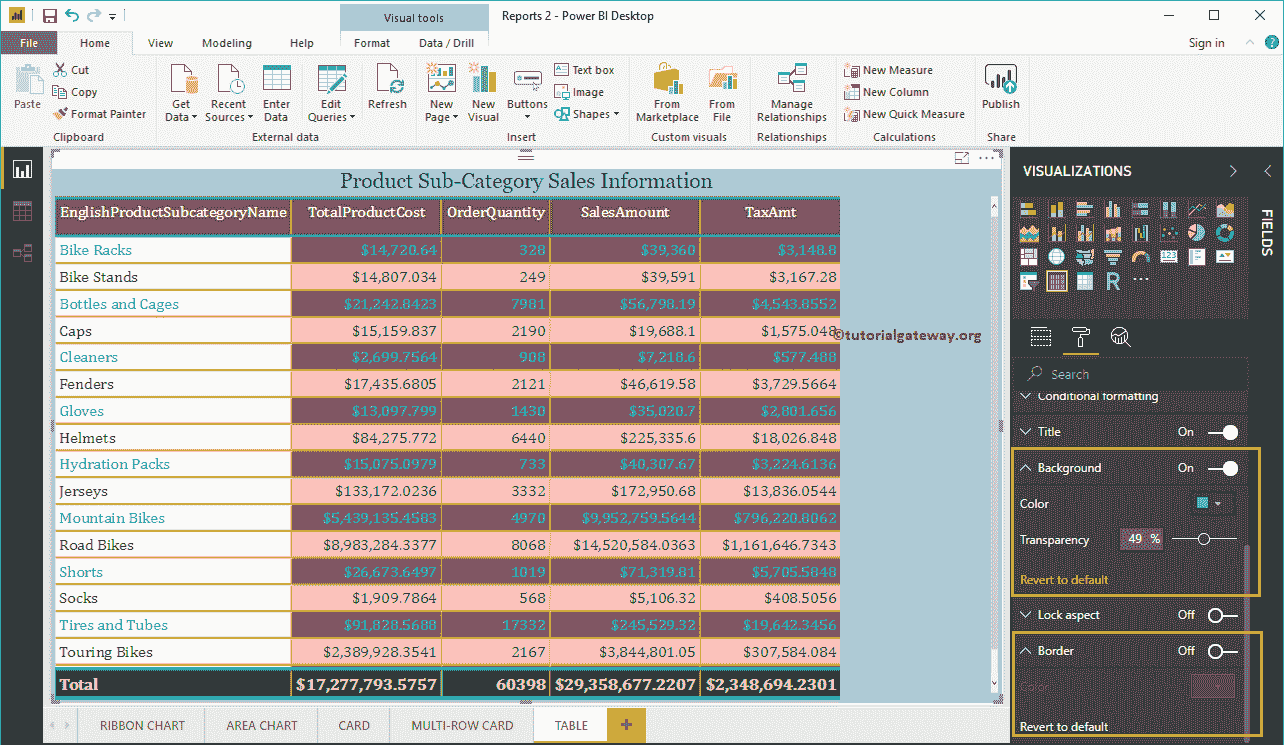 Visual tools
Reports 2 - Power BI Desktop
File Home View Modeling Help Format Data / Drill Sign in
Paste
Cut
Copy
Format Painter
Clipboard
Get Data
Recent Sources
Enter Data
Edit Queries
External data
Refresh
New Page
New Visual
Buttons
Text box
Image
Shapes
Insert
From Marketplace
From File
Custom visuals
Manage Relationships
Relationships
New Measure
New Column
New Quick Measure
Calculations
Publish
Share
Product Sub-Category Sales Information
EnglishProductSubcategoryName TotalProductCost OrderQuantity SalesAmount TaxAmt
Bike Racks $14,720.64 328 $39,360 $3,148.8
Bike Stands $14,807.034 249 $39,591 $3,167.28
Bottles and Cages $21,242.8423 7981 $56,798.19 $4,543.8552
Caps $15,159.837 2190 $19,688.1 $1,575.048
Cleaners $2,699.7564 908 $7,218.6 $577.488
Fenders $17,435.6805 2121 $46,619.58 $3,729.5664
Gloves $13,097.799 1430 $35,020.7 $2,801.656
Helmets $84,275.772 6440 $225,335.6 $18,026.848
Hydration Packs $15,075.0979 733 $40,307.67 $3,224.6136
Jerseys $133,172.0236 3332 $172,950.68 $13,836.0544
Mountain Bikes $5,439,135.4583 4970 $9,952,759.5644 $796,220.8062
Road Bikes $8,983,284.3377 8068 $14,520,584.0363 $1,161,646.7343
Shorts $26,673.6497 1019 $71,319.81 $5,705.5848
Socks $1,909.7864 568 $5,106.32 $408.5056
Tires and Tubes $91,828.5688 17332 $245,529.32 $19,642.3456
Touring Bikes $2,389,928.3541 2167 $3,844,801.05 $307,584.084
Total $17,277,793.5757 60398 $29,358,677.2207 $2,348,694.2301
©tutorialgateway.org
RIBBON CHART AREA CHART CARD MULTI-ROW CARD TABLE +
VISUALIZATIONS
FIELDS
123
R
Search
Conditional formatting
Title On
Background On
Color
Transparency 49 %
Revert to default
Lock aspect Off
Border Off
Color
Revert to default